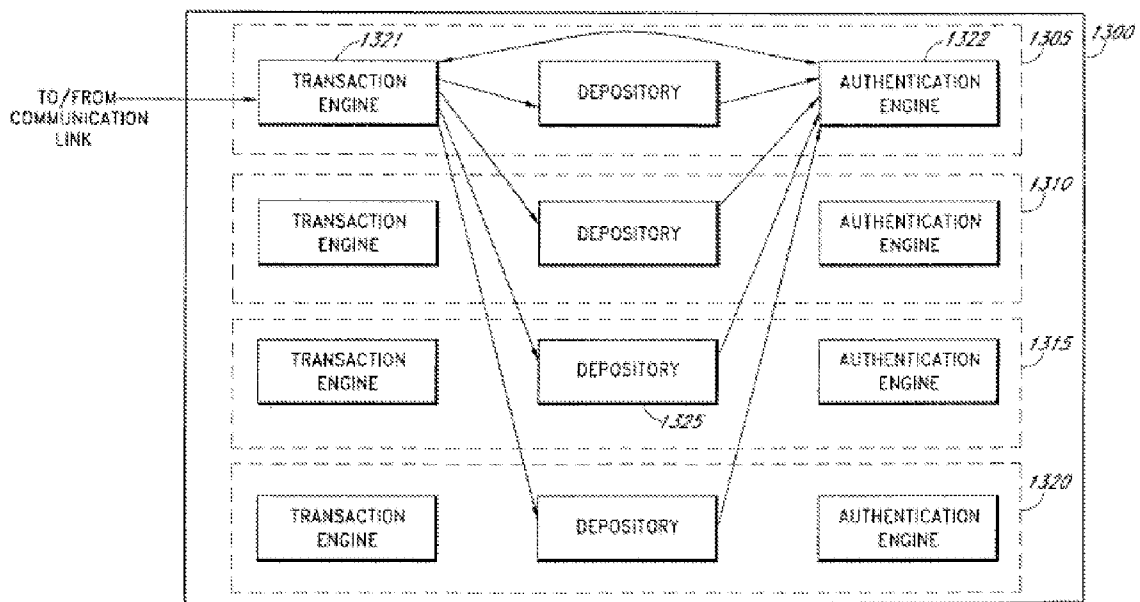 1321
1322
1305
1300
TRANSACTION
ENGINE
DEPOSITORY
AUTHENTICATION
ENGINE
TO/FROM
COMMUNICATION
LINK
1310
TRANSACTION
ENGINE
DEPOSITORY
AUTHENTICATION
ENGINE
1315
TRANSACTION
ENGINE
DEPOSITORY
AUTHENTICATION
ENGINE
1325
1320
TRANSACTION
ENGINE
DEPOSITORY
AUTHENTICATION
ENGINE